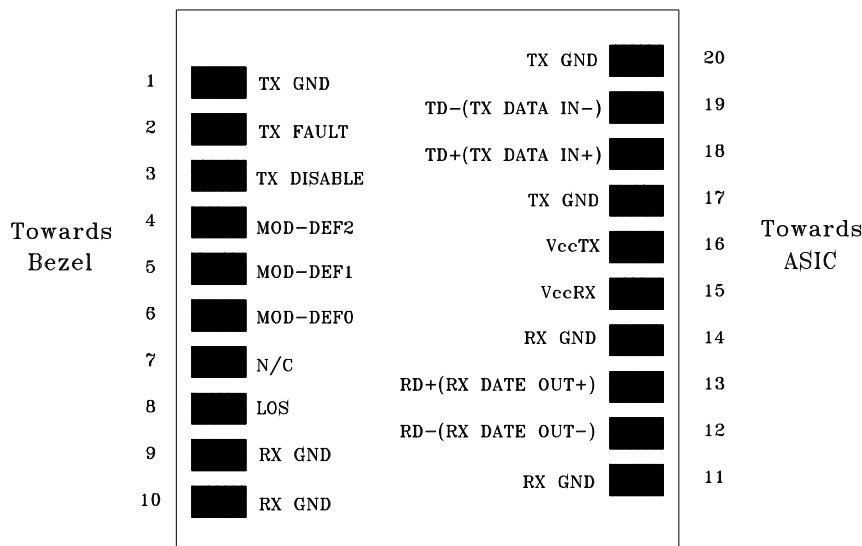 1 TX GND
2 TX FAULT
3 TX DISABLE
4 MOD-DEF2
5 MOD-DEF1
6 MOD-DEF0
7 N/C
8 LOS
9 RX GND
10 RX GND
Towards
Bezel
TX GND 20
TD-(TX DATA IN-) 19
TD+(TX DATA IN+) 18
TX GND 17
VccTX 16
VccRX 15
RX GND 14
RD+(RX DATE OUT+) 13
RD-(RX DATE OUT-) 12
RX GND 11
Towards
ASIC